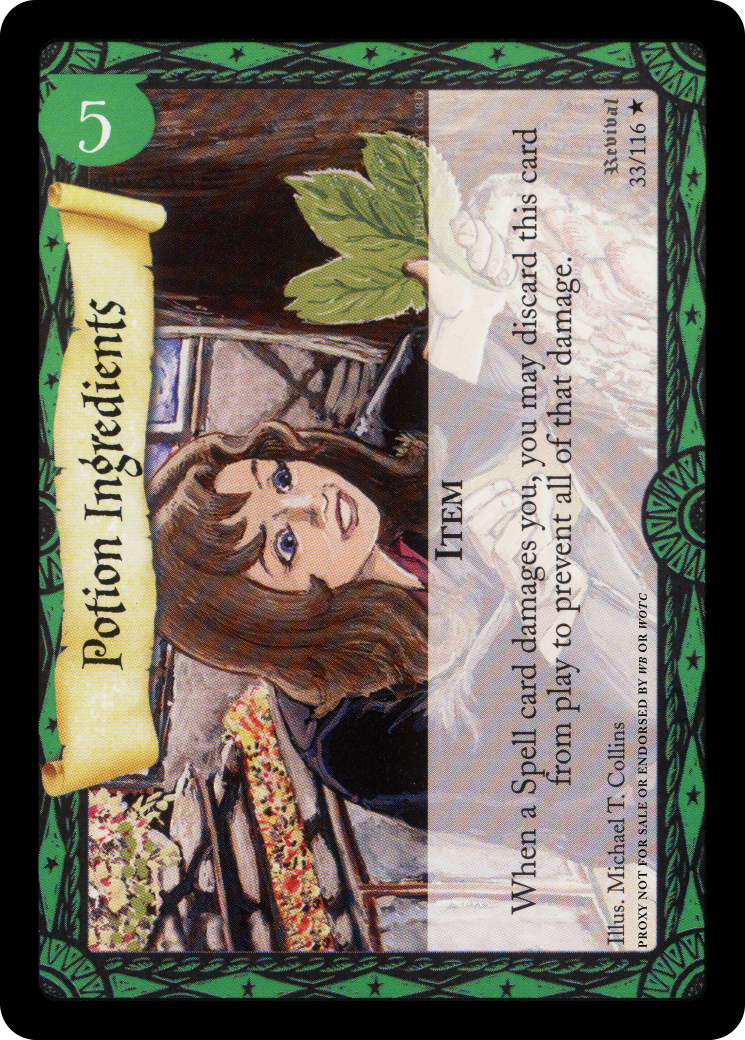 5
Potion Ingredients
ITEM
When a Spell card damages you, you may discard this card
from play to prevent all of that damage.
Illus. Michael T. Collins
PROXY NOT FOR SALE OR ENDORSED BY WB OR WOTC
Revival
33/116 ★